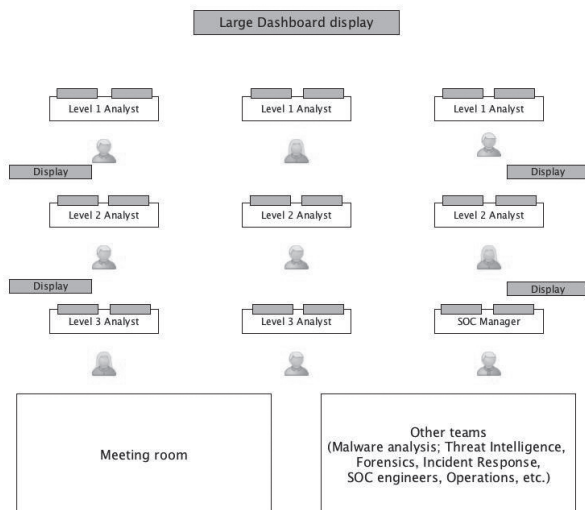 Large Dashboard display
Level 1 Analyst
Level 1 Analyst
Level 1 Analyst
Display
Display
Level 2 Analyst
Level 2 Analyst
Level 2 Analyst
Display
Display
Level 3 Analyst
Level 3 Analyst
SOC Manager
Meeting room
Other teams
(Malware analysis; Threat Intelligence,
Forensics, Incident Response,
SOC engineers, Operations, etc.)